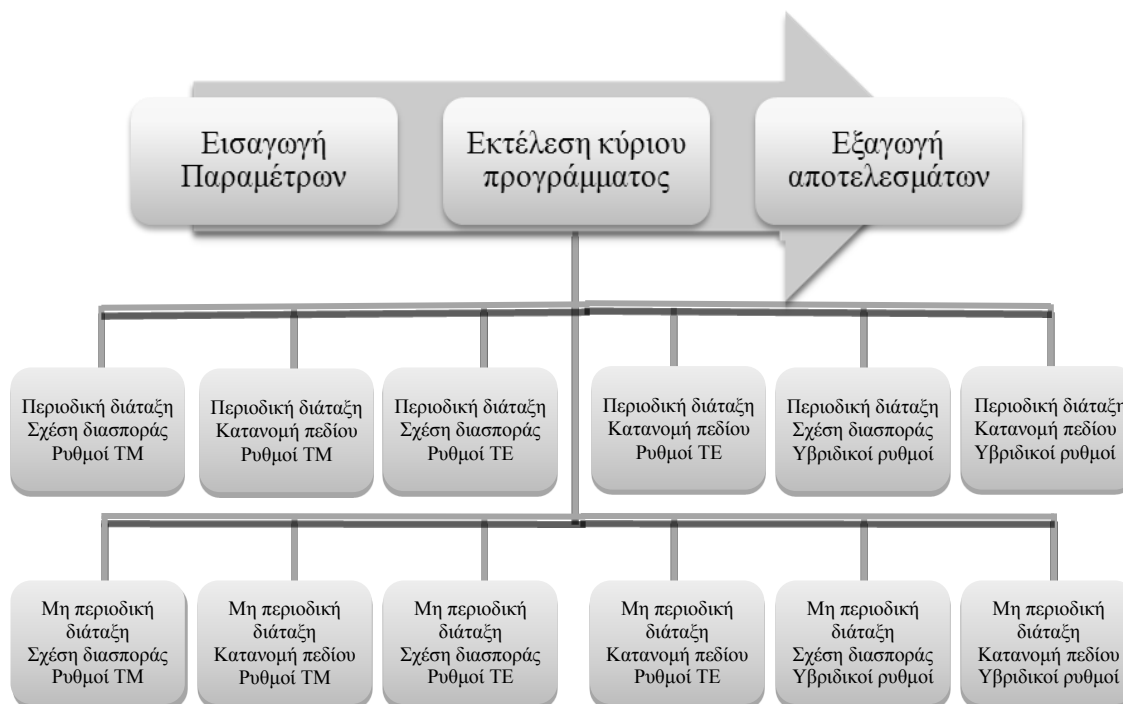 Εισαγωγή
Παραμέτρων
Εκτέλεση κύριου
προγράμματος
Εξαγωγή
αποτελεσμάτων
Περιοδική διάταξη
Σχέση διασποράς
Ρυθμοί TM
Περιοδική διάταξη
Κατανομή πεδίου
Ρυθμοί TM
Περιοδική διάταξη
Σχέση διασποράς
Ρυθμοί TE
Περιοδική διάταξη
Κατανομή πεδίου
Ρυθμοί TE
Περιοδική διάταξη
Σχέση διασποράς
Υβριδικοί ρυθμοί
Περιοδική διάταξη
Κατανομή πεδίου
Υβριδικοί ρυθμοί
Μη περιοδική
διάταξη
Σχέση διασποράς
Ρυθμοί TM
Μη περιοδική
διάταξη
Κατανομή πεδίου
Ρυθμοί TM
Μη περιοδική
διάταξη
Σχέση διασποράς
Ρυθμοί TE
Μη περιοδική
διάταξη
Κατανομή πεδίου
Ρυθμοί TE
Μη περιοδική
διάταξη
Σχέση διασποράς
Υβριδικοί ρυθμοί
Μη περιοδική
διάταξη
Κατανομή πεδίου
Υβριδικοί ρυθμοί